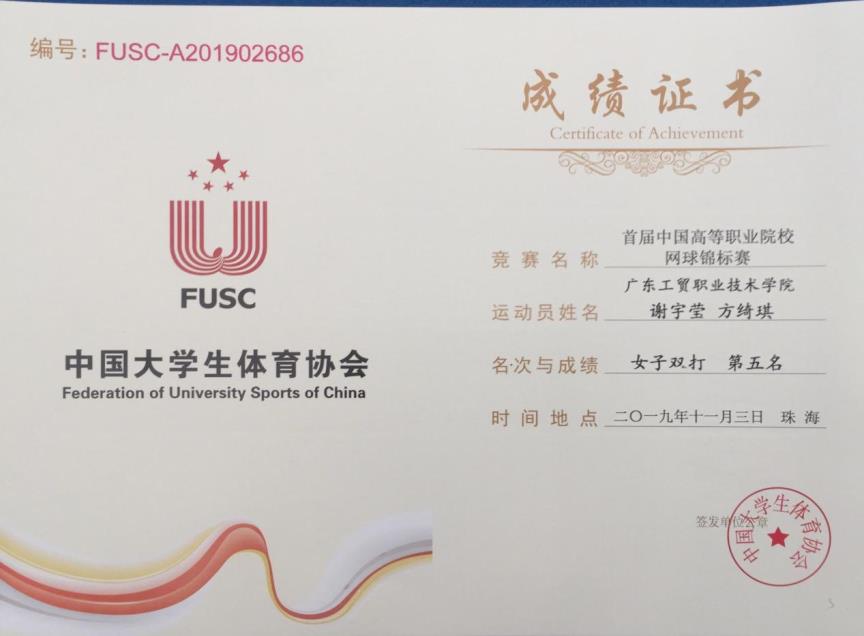 编号：FUSC-A201902686
FUSC
中国大学生体育协会
Federation of University Sports of China
成绩证书
Certificate of Achievement
首届中国高等职业院校
竞赛名称 网球锦标赛
广东工贸职业技术学院
运动员姓名 谢宇莹 方绮琪
名次与成绩 女子双打 第五名
时间地点 二〇一九年十一月三日 珠海
签发单位公章
中国大学生体育协会